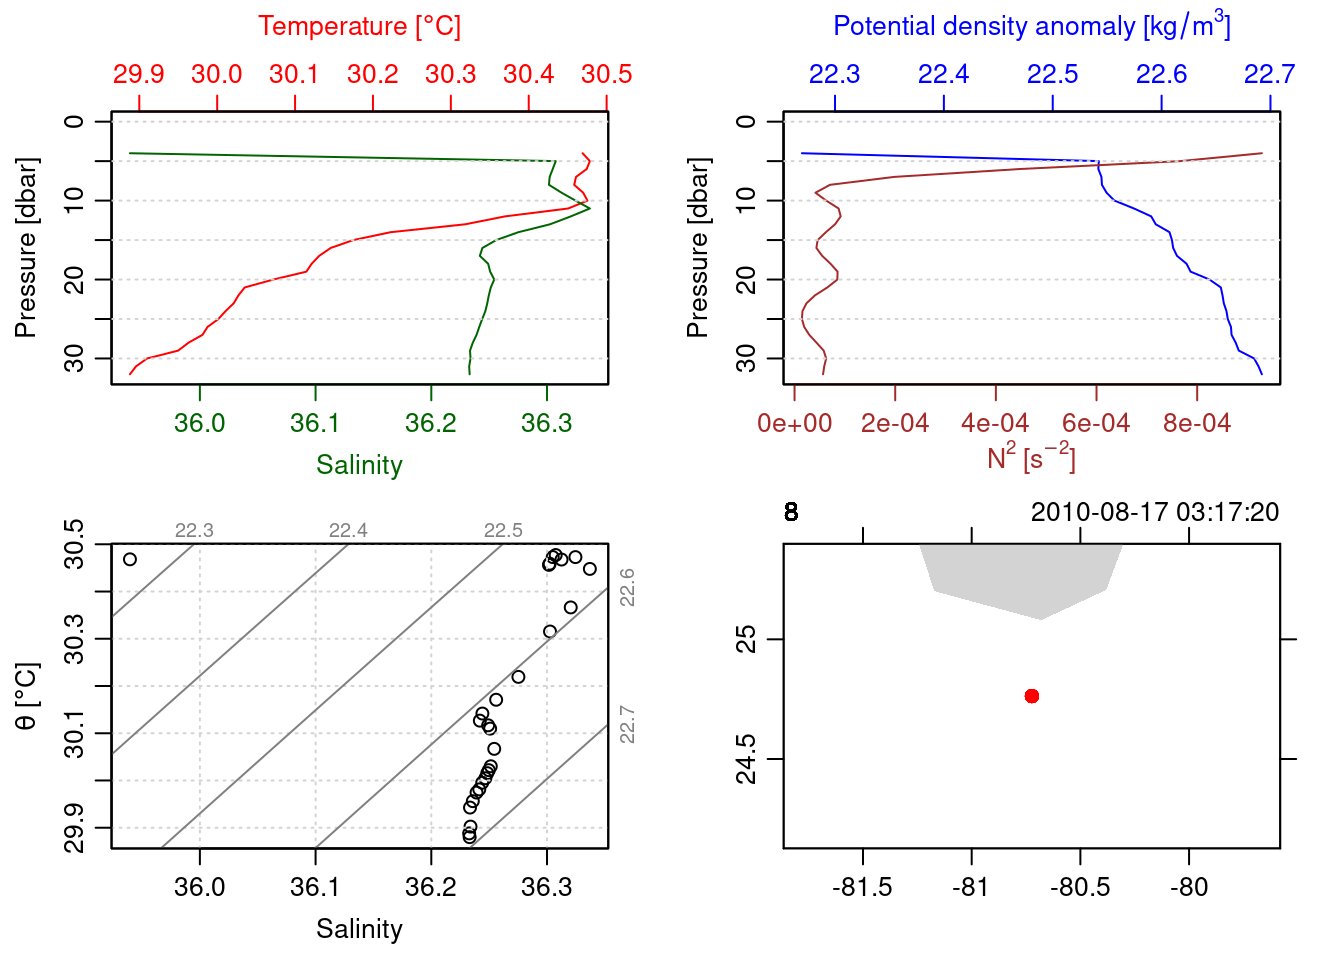 Temperature [°C]
29.9 30.0 30.1 30.2 30.3 30.4 30.5
Pressure [dbar]
0
10
20
30
36.0 36.1 36.2 36.3
Salinity
Potential density anomaly [kg/m³]
22.3 22.4 22.5 22.6 22.7
Pressure [dbar]
0
10
20
30
0e+00 2e-04 4e-04 6e-04 8e-04
N² [s⁻²]
22.3 22.4 22.5
22.6
22.7
θ [°C]
30.5
30.3
30.1
29.9
36.0 36.1 36.2 36.3
Salinity
8 2010-08-17 03:17:20
25
24.5
-81.5 -81 -80.5 -80